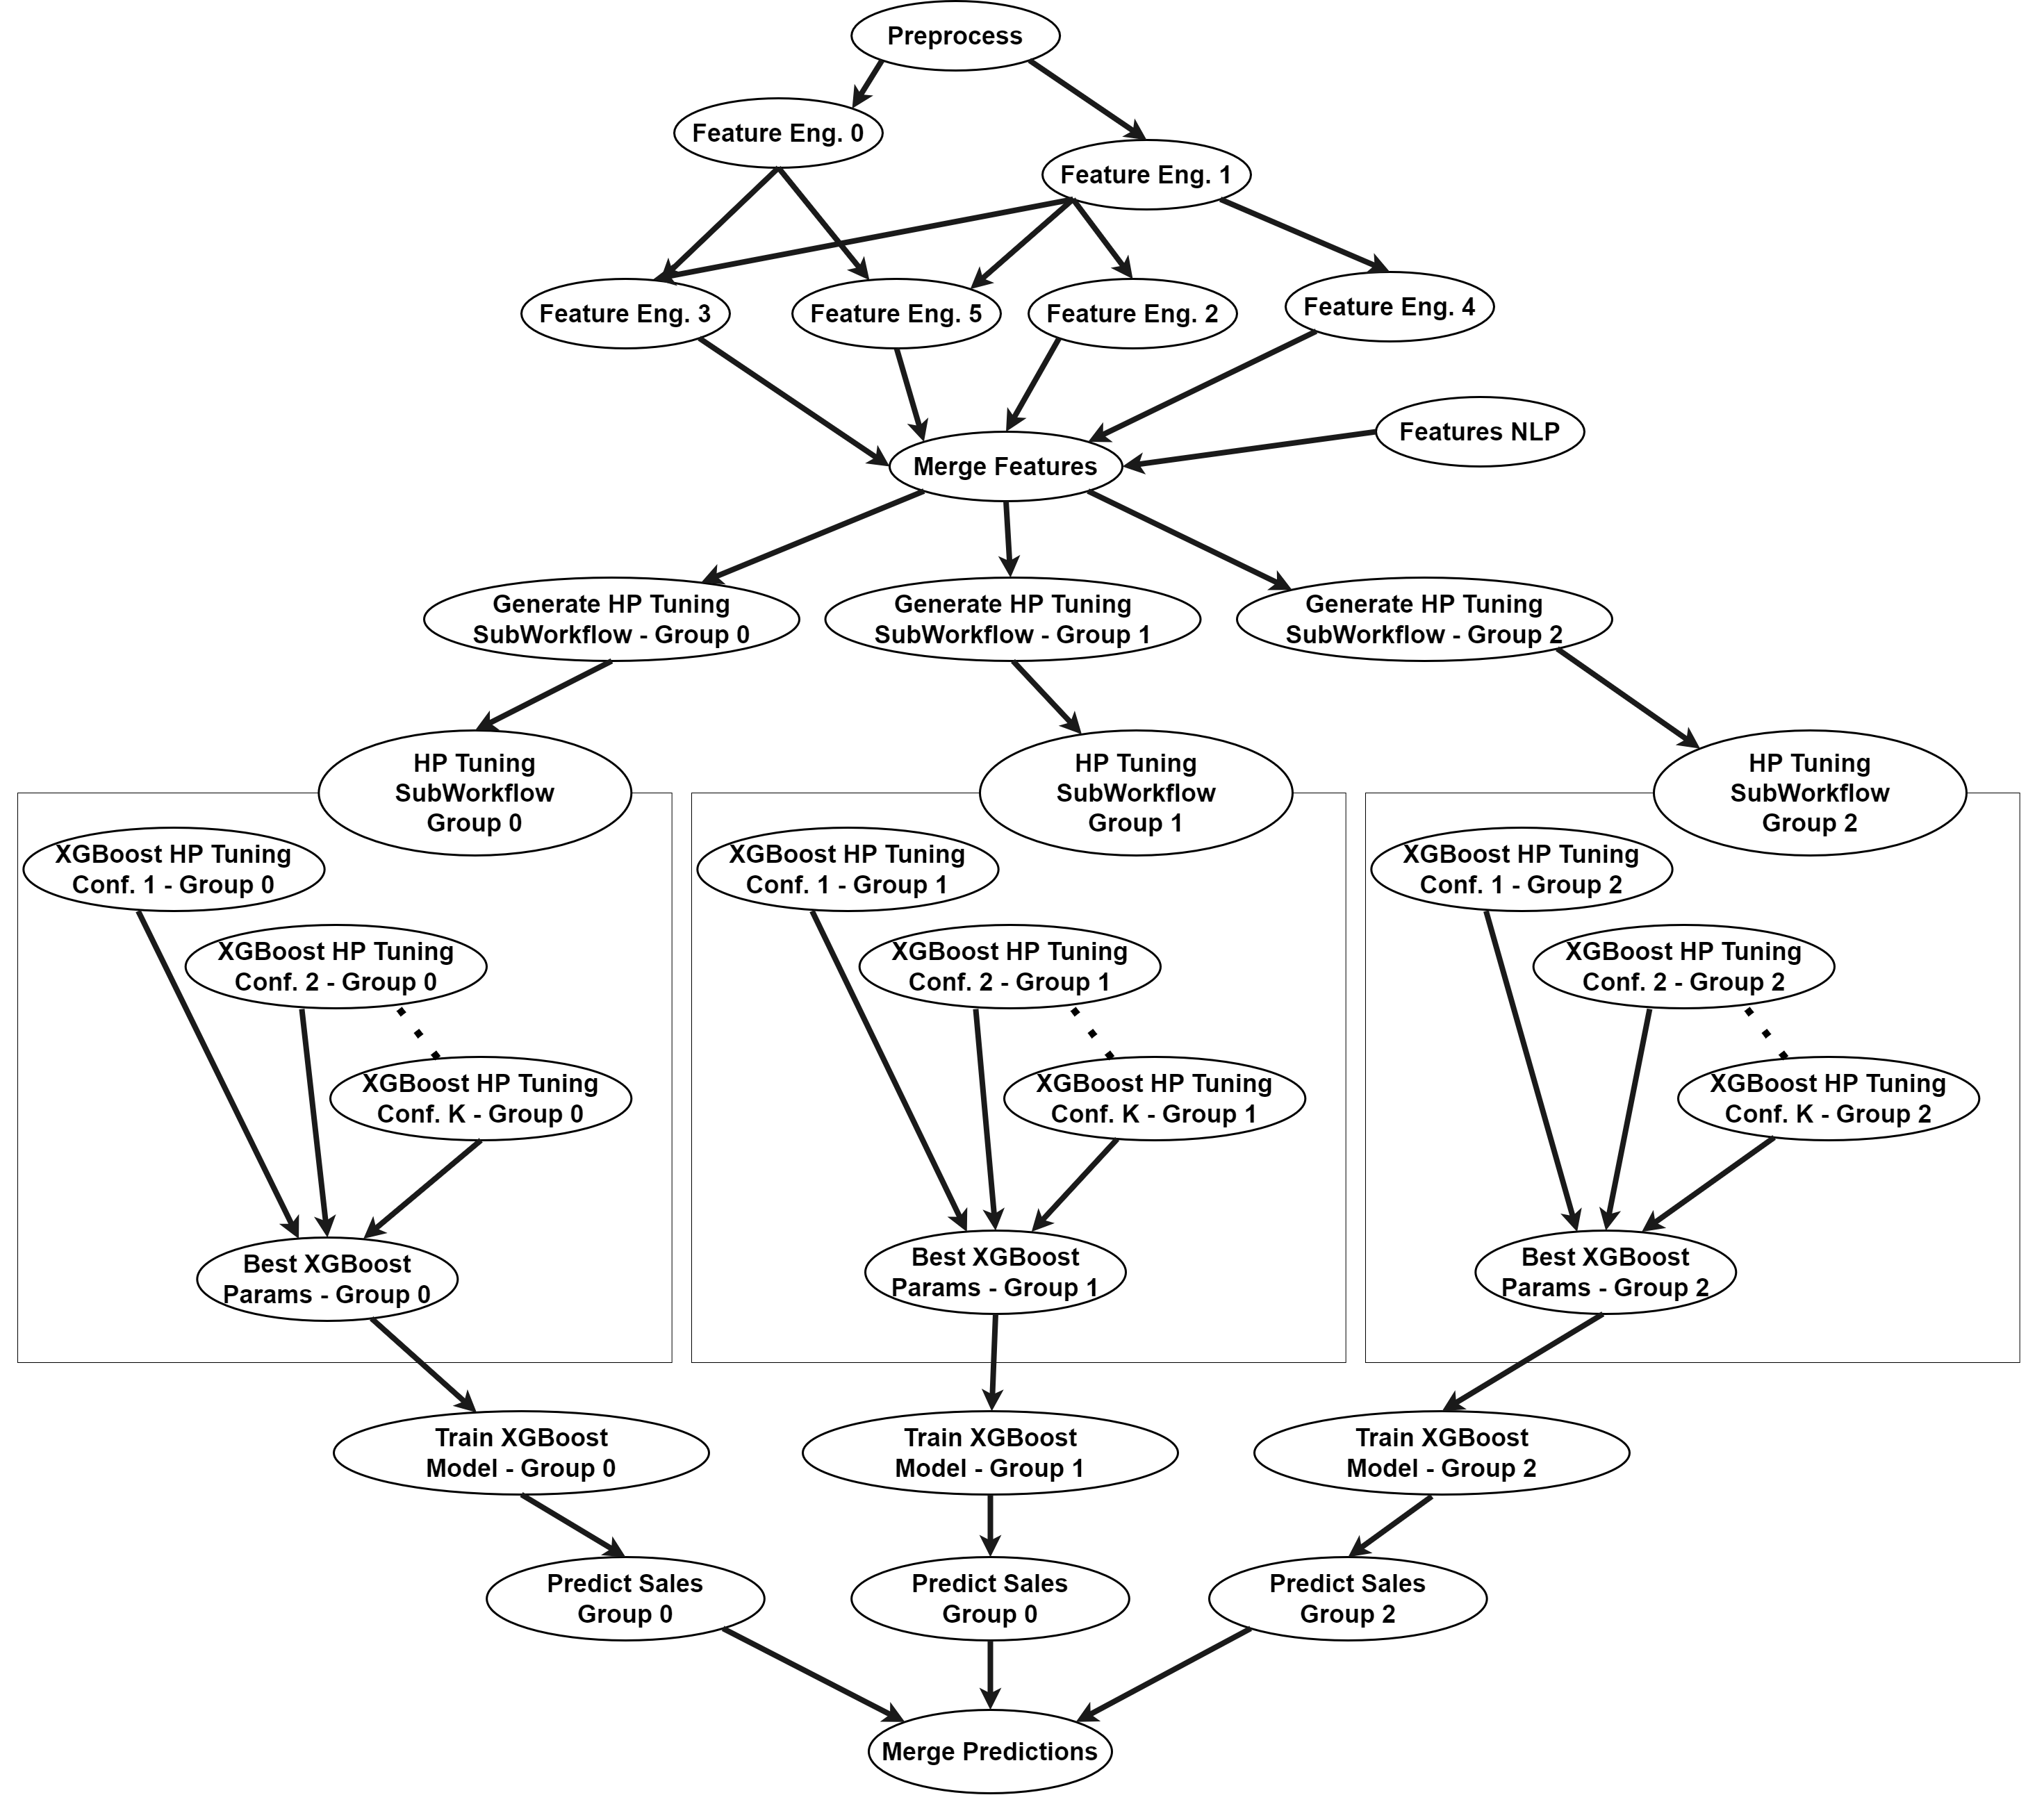 Preprocess
Feature Eng. 0
Feature Eng. 1
Feature Eng. 3
Feature Eng. 5
Feature Eng. 2
Feature Eng. 4
Features NLP
Merge Features
Generate HP Tuning
SubWorkflow - Group 0
Generate HP Tuning
SubWorkflow - Group 1
Generate HP Tuning
SubWorkflow - Group 2
HP Tuning
SubWorkflow
Group 0
HP Tuning
SubWorkflow
Group 1
HP Tuning
SubWorkflow
Group 2
XGBoost HP Tuning
Conf. 1 - Group 0
XGBoost HP Tuning
Conf. 2 - Group 0
XGBoost HP Tuning
Conf. K - Group 0
Best XGBoost
Params - Group 0
XGBoost HP Tuning
Conf. 1 - Group 1
XGBoost HP Tuning
Conf. 2 - Group 1
XGBoost HP Tuning
Conf. K - Group 1
Best XGBoost
Params - Group 1
XGBoost HP Tuning
Conf. 1 - Group 2
XGBoost HP Tuning
Conf. 2 - Group 2
XGBoost HP Tuning
Conf. K - Group 2
Best XGBoost
Params - Group 2
Train XGBoost
Model - Group 0
Train XGBoost
Model - Group 1
Train XGBoost
Model - Group 2
Predict Sales
Group 0
Predict Sales
Group 0
Predict Sales
Group 2
Merge Predictions